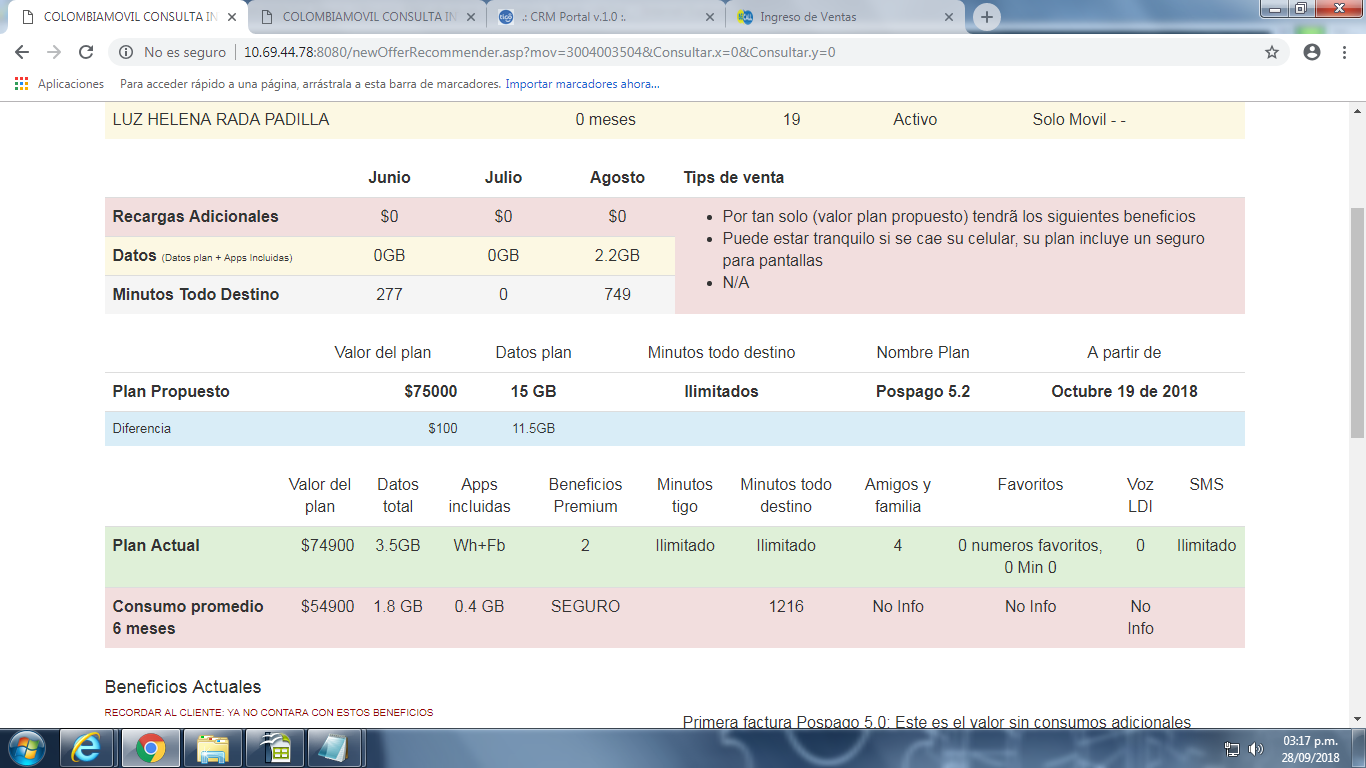 COLOMBIAMOVIL CONSULTA IN
COLOMBIAMOVIL CONSULTA IN
tigo .: CRM Portal v.1.0 :.
Ingreso de Ventas
No es seguro 10.69.44.78:8080/newOfferRecommender.asp?mov=3004003504&Consultar.x=0&Consultar.y=0
Aplicaciones Para acceder rápido a una página, arrástrala a esta barra de marcadores. Importar marcadores ahora...
LUZ HELENA RADA PADILLA 0 meses 19 Activo Solo Movil - -
Junio Julio Agosto Tips de venta
Recargas Adicionales $0 $0 $0
Datos (Datos plan + Apps Incluidas) 0GB 0GB 2.2GB
Minutos Todo Destino 277 0 749
• Por tan solo (valor plan propuesto) tendrã los siguientes beneficios
• Puede estar tranquilo si se cae su celular, su plan incluye un seguro
para pantallas
• N/A
Valor del plan Datos plan Minutos todo destino Nombre Plan A partir de
Plan Propuesto $75000 15 GB Ilimitados Pospago 5.2 Octubre 19 de 2018
Diferencia $100 11.5GB
Valor del Datos Apps Beneficios Minutos Minutos todo Amigos y Favoritos Voz SMS
plan total incluidas Premium tigo destino familia LDI
Plan Actual $74900 3.5GB Wh+Fb 2 Ilimitado Ilimitado 4 0 numeros favoritos, 0 Ilimitado
0 Min 0
Consumo promedio $54900 1.8 GB 0.4 GB SEGURO 1216 No Info No Info No
6 meses Info
Beneficios Actuales
RECORDAR AL CLIENTE: YA NO CONTARA CON ESTOS BENEFICIOS
Primera factura Pospago 5.0: Este es el valor sin consumos adicionales
03:17 p.m.
28/09/2018